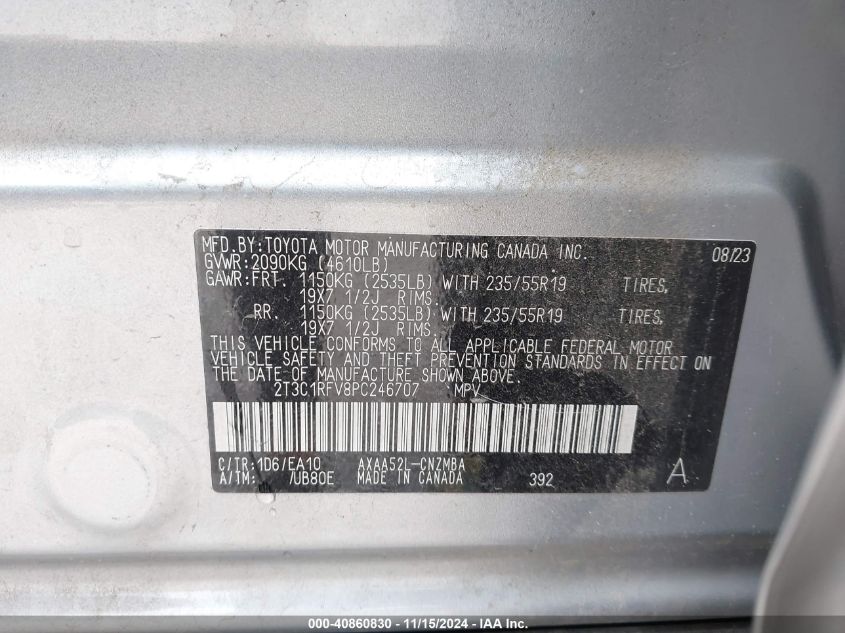 MFD.BY:TOYOTA MOTOR MANUFACTURING CANADA INC. 08/23
GVWR:2090KG (4610LB)
GAWR:FRT. 1150KG (2535LB) WITH 235/55R19 TIRES,
19X7 1/2J RIMS.
RR. 1150KG (2535LB) WITH 235/55R19 TIRES,
19X7 1/2J RIMS.
THIS VEHICLE CONFORMS TO ALL APPLICABLE FEDERAL MOTOR
VEHICLE SAFETY AND THEFT PREVENTION STANDARDS IN EFFECT ON
THE DATE OF MANUFACTURE SHOWN ABOVE.
2T3C1RFV8PC246707 MPV
C/TR:1D6/EA10 AXAA52L-CNZMBA
A/TM: /UB80E MADE IN CANADA 392 A
000-40860830 - 11/15/2024 - IAA Inc.